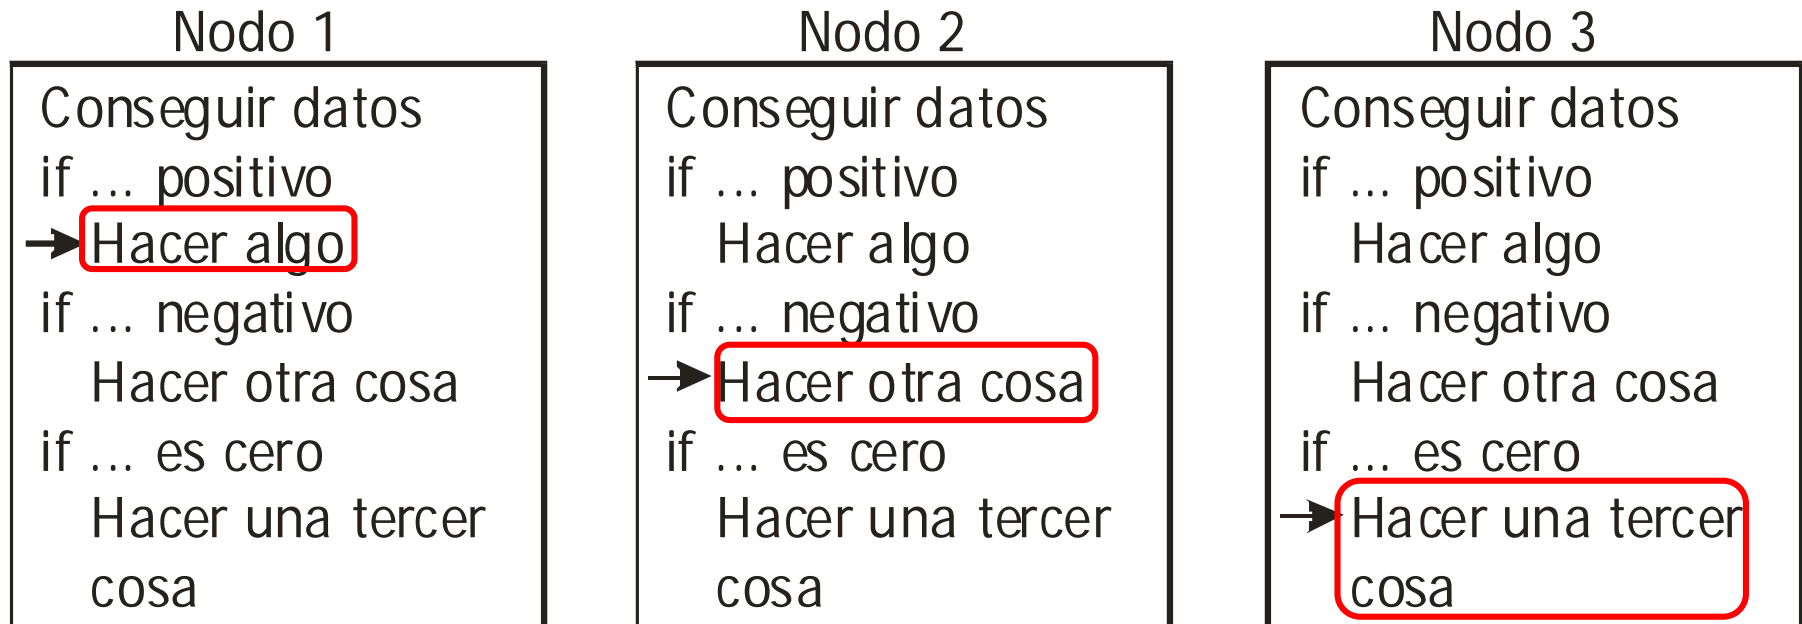 Nodo 1
Conseguir datos
if ... positivo
Hacer algo
if ... negativo
Hacer otra cosa
if ... es cero
Hacer una tercer
cosa
Nodo 2
Conseguir datos
if ... positivo
Hacer algo
if ... negativo
Hacer otra cosa
if ... es cero
Hacer una tercer
cosa
Nodo 3
Conseguir datos
if ... positivo
Hacer algo
if ... negativo
Hacer otra cosa
if ... es cero
Hacer una tercer
cosa